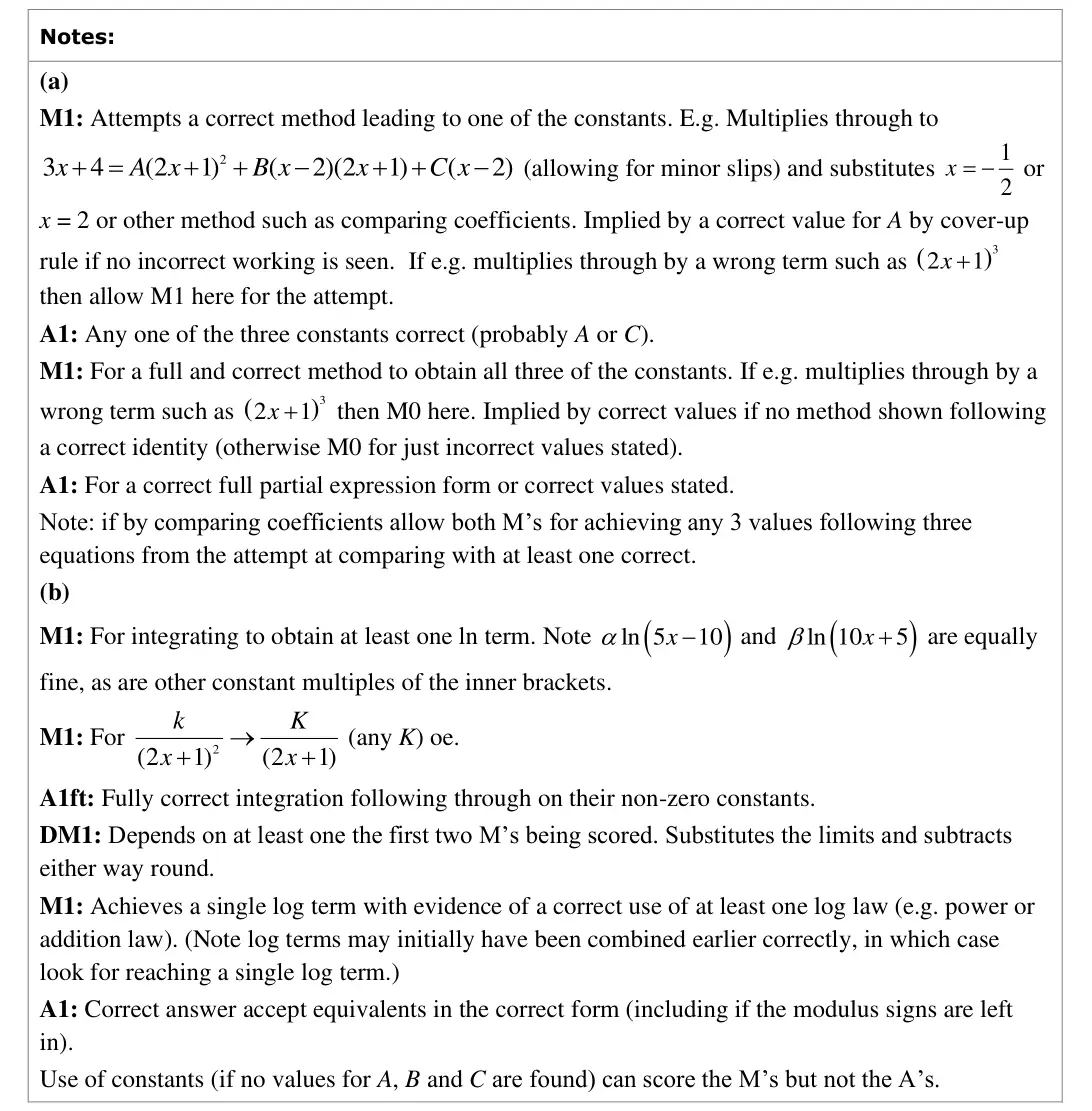 Notes:
(a)
M1: Attempts a correct method leading to one of the constants. E.g. Multiplies through to
3x+4 = A(2x+1)² + B(x−2)(2x+1)+C(x−2) (allowing for minor slips) and substitutes x = −1/2 or
x = 2 or other method such as comparing coefficients. Implied by a correct value for A by cover-up
rule if no incorrect working is seen. If e.g. multiplies through by a wrong term such as (2x+1)³
then allow M1 here for the attempt.
A1: Any one of the three constants correct (probably A or C).
M1: For a full and correct method to obtain all three of the constants. If e.g. multiplies through by a
wrong term such as (2x+1)³ then M0 here. Implied by correct values if no method shown following
a correct identity (otherwise M0 for just incorrect values stated).
A1: For a correct full partial expression form or correct values stated.
Note: if by comparing coefficients allow both M’s for achieving any 3 values following three
equations from the attempt at comparing with at least one correct.
(b)
M1: For integrating to obtain at least one ln term. Note α ln(5x−10) and β ln(10x+5) are equally
fine, as are other constant multiples of the inner brackets.
M1: For k/(2x+1)² → K/(2x+1) (any K) oe.
A1ft: Fully correct integration following through on their non-zero constants.
DM1: Depends on at least one the first two M’s being scored. Substitutes the limits and subtracts
either way round.
M1: Achieves a single log term with evidence of a correct use of at least one log law (e.g. power or
addition law). (Note log terms may initially have been combined earlier correctly, in which case
look for reaching a single log term.)
A1: Correct answer accept equivalents in the correct form (including if the modulus signs are left
in).
Use of constants (if no values for A, B and C are found) can score the M’s but not the A’s.